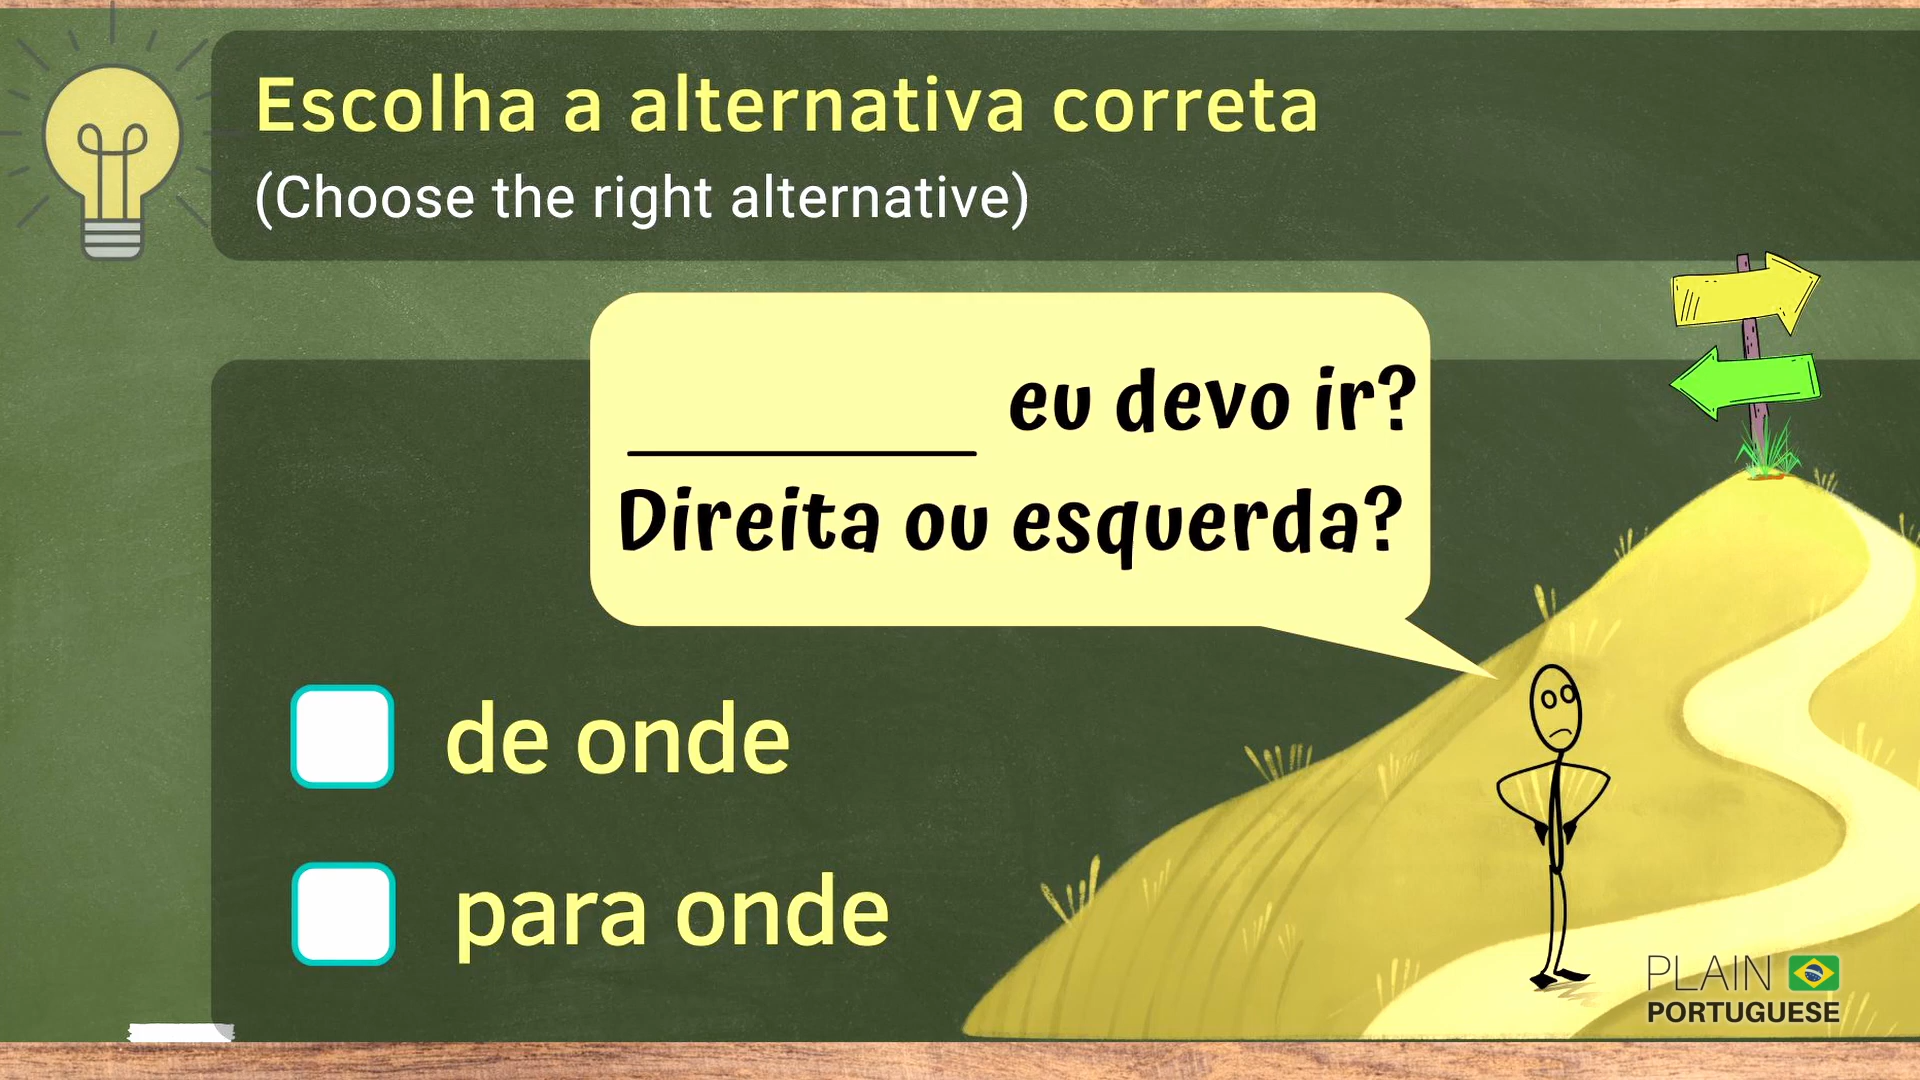 Escolha a alternativa correta
(Choose the right alternative)
__________ eu devo ir?
Direita ou esquerda?
de onde
para onde
PLAIN
PORTUGUESE